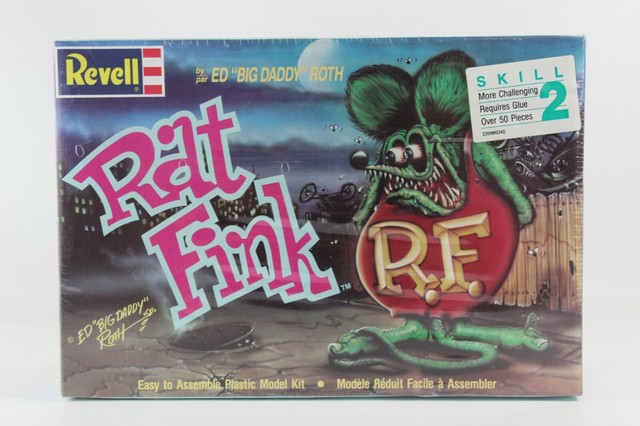 Revell®
by
par ED "BIG DADDY" ROTH
SKILL
2
More Challenging
Requires Glue
Over 50 Pieces
Rat
Fink™
R.F.
© ED "BIG DADDY"
ROTH
Easy to Assemble Plastic Model Kit • Modèle Réduit Facile à Assembler